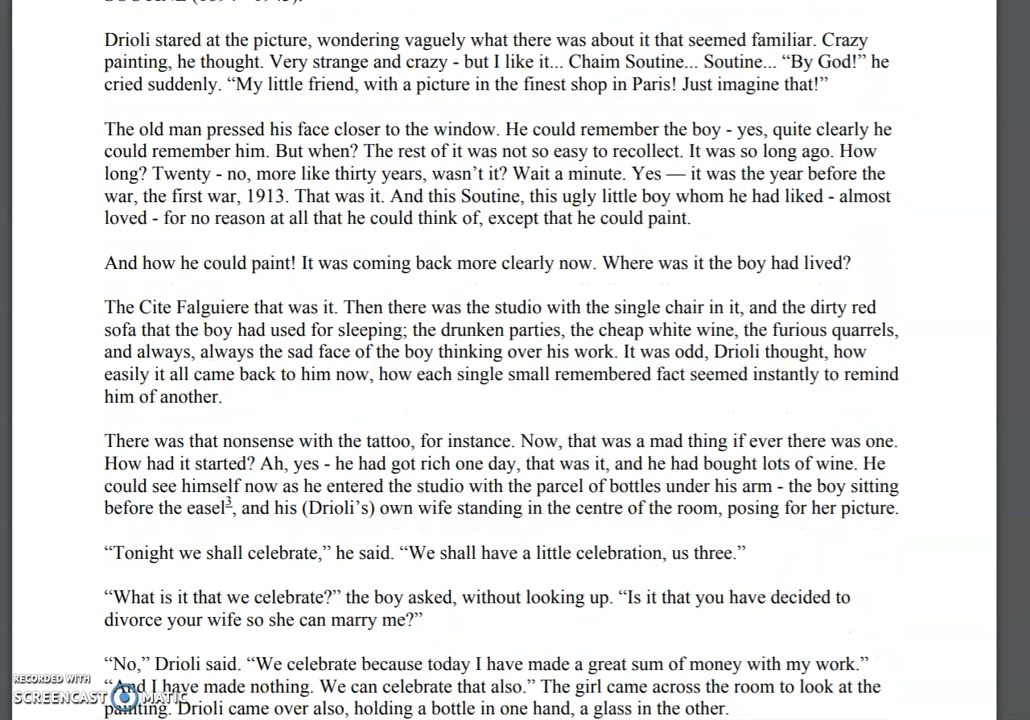 Drioli stared at the picture, wondering vaguely what there was about it that seemed familiar. Crazy
painting, he thought. Very strange and crazy - but I like it... Chaim Soutine... Soutine... “By God!” he
cried suddenly. “My little friend, with a picture in the finest shop in Paris! Just imagine that!”
The old man pressed his face closer to the window. He could remember the boy - yes, quite clearly he
could remember him. But when? The rest of it was not so easy to recollect. It was so long ago. How
long? Twenty - no, more like thirty years, wasn’t it? Wait a minute. Yes — it was the year before the
war, the first war, 1913. That was it. And this Soutine, this ugly little boy whom he had liked - almost
loved - for no reason at all that he could think of, except that he could paint.
And how he could paint! It was coming back more clearly now. Where was it the boy had lived?
The Cite Falguiere that was it. Then there was the studio with the single chair in it, and the dirty red
sofa that the boy had used for sleeping; the drunken parties, the cheap white wine, the furious quarrels,
and always, always the sad face of the boy thinking over his work. It was odd, Drioli thought, how
easily it all came back to him now, how each single small remembered fact seemed instantly to remind
him of another.
There was that nonsense with the tattoo, for instance. Now, that was a mad thing if ever there was one.
How had it started? Ah, yes - he had got rich one day, that was it, and he had bought lots of wine. He
could see himself now as he entered the studio with the parcel of bottles under his arm - the boy sitting
before the easel3, and his (Drioli’s) own wife standing in the centre of the room, posing for her picture.
“Tonight we shall celebrate,” he said. “We shall have a little celebration, us three.”
“What is it that we celebrate?” the boy asked, without looking up. “Is it that you have decided to
divorce your wife so she can marry me?”
“No,” Drioli said. “We celebrate because today I have made a great sum of money with my work.”
“And I have made nothing. We can celebrate that also.” The girl came across the room to look at the
painting. Drioli came over also, holding a bottle in one hand, a glass in the other.
RECORDED WITH
SCREENCAST MATIC